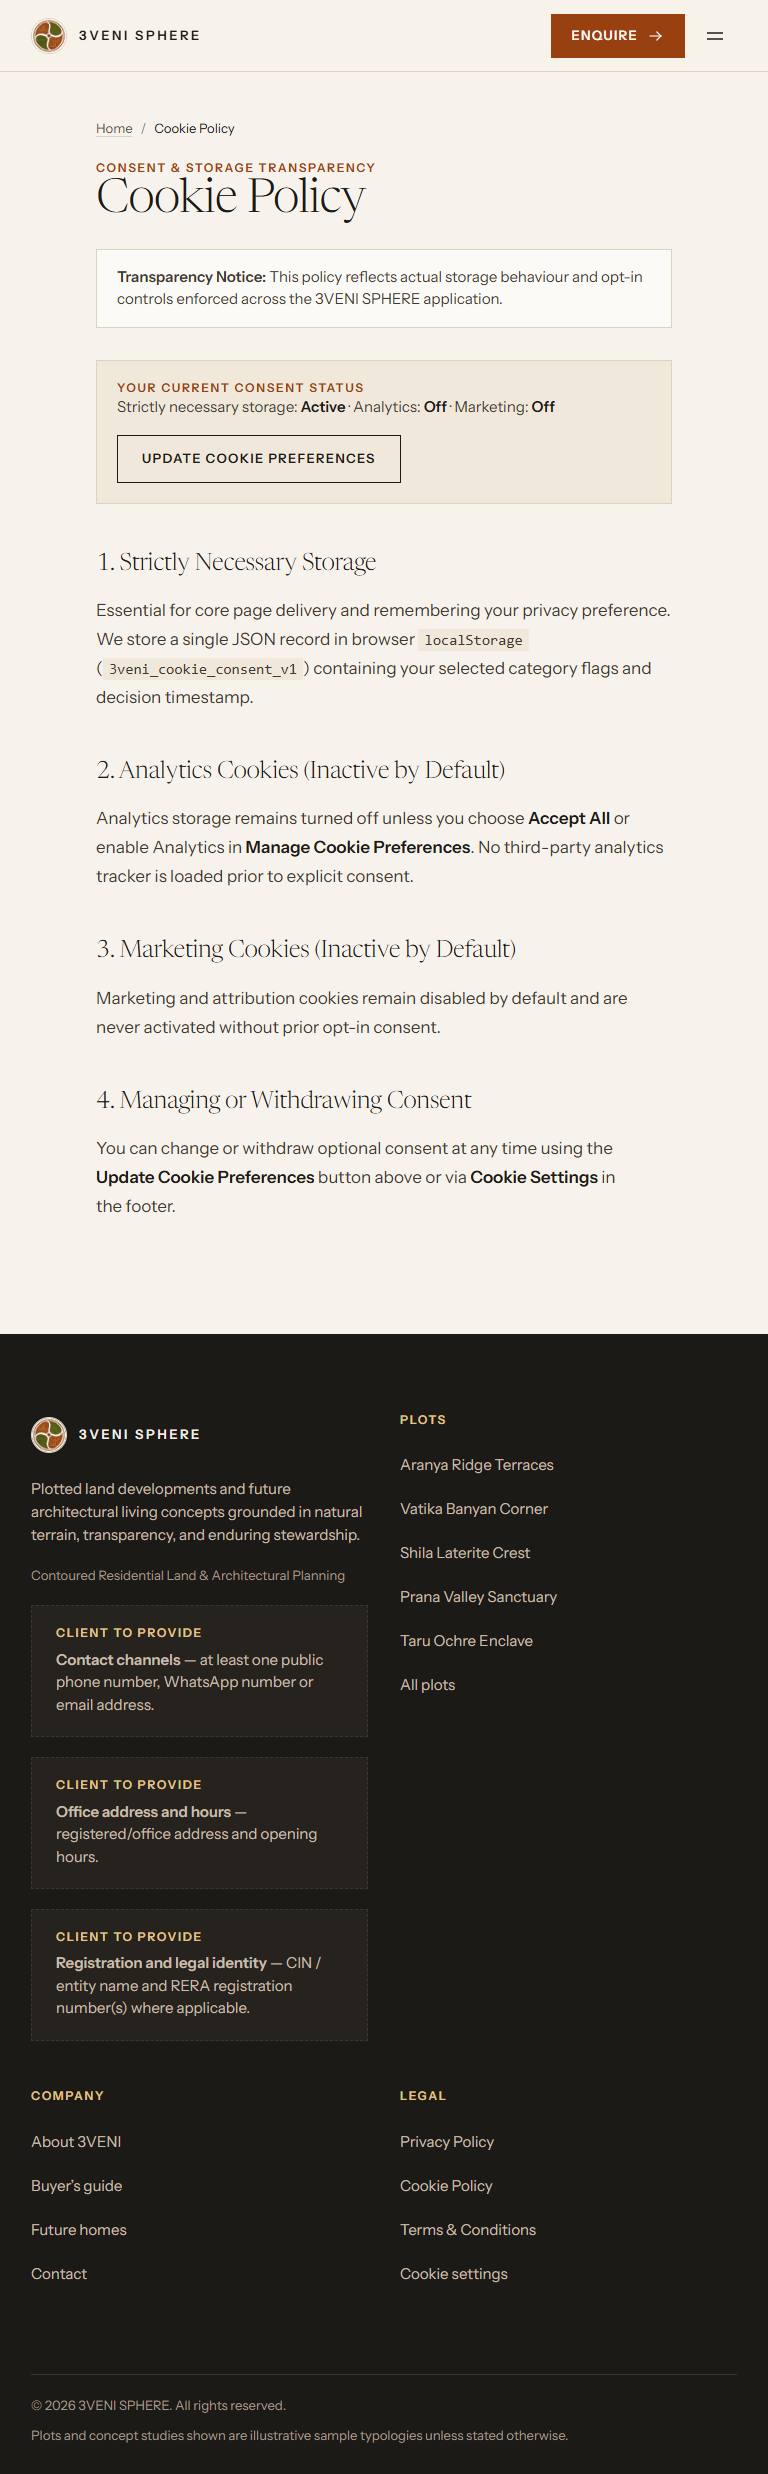 3VENI SPHERE
ENQUIRE →
Home / Cookie Policy
CONSENT & STORAGE TRANSPARENCY
Cookie Policy
Transparency Notice: This policy reflects actual storage behaviour and opt-in
controls enforced across the 3VENI SPHERE application.
YOUR CURRENT CONSENT STATUS
Strictly necessary storage: Active · Analytics: Off · Marketing: Off
UPDATE COOKIE PREFERENCES
1. Strictly Necessary Storage
Essential for core page delivery and remembering your privacy preference.
We store a single JSON record in browser localStorage
(3veni_cookie_consent_v1) containing your selected category flags and
decision timestamp.
2. Analytics Cookies (Inactive by Default)
Analytics storage remains turned off unless you choose Accept All or
enable Analytics in Manage Cookie Preferences. No third-party analytics
tracker is loaded prior to explicit consent.
3. Marketing Cookies (Inactive by Default)
Marketing and attribution cookies remain disabled by default and are
never activated without prior opt-in consent.
4. Managing or Withdrawing Consent
You can change or withdraw optional consent at any time using the
Update Cookie Preferences button above or via Cookie Settings in
the footer.
3VENI SPHERE
Plotted land developments and future
architectural living concepts grounded in natural
terrain, transparency, and enduring stewardship.
Contoured Residential Land & Architectural Planning
CLIENT TO PROVIDE
Contact channels — at least one public
phone number, WhatsApp number or
email address.
CLIENT TO PROVIDE
Office address and hours —
registered/office address and opening
hours.
CLIENT TO PROVIDE
Registration and legal identity — CIN /
entity name and RERA registration
number(s) where applicable.
PLOTS
Aranya Ridge Terraces
Vatika Banyan Corner
Shila Laterite Crest
Prana Valley Sanctuary
Taru Ochre Enclave
All plots
COMPANY
About 3VENI
Buyer's guide
Future homes
Contact
LEGAL
Privacy Policy
Cookie Policy
Terms & Conditions
Cookie settings
© 2026 3VENI SPHERE. All rights reserved.
Plots and concept studies shown are illustrative sample typologies unless stated otherwise.